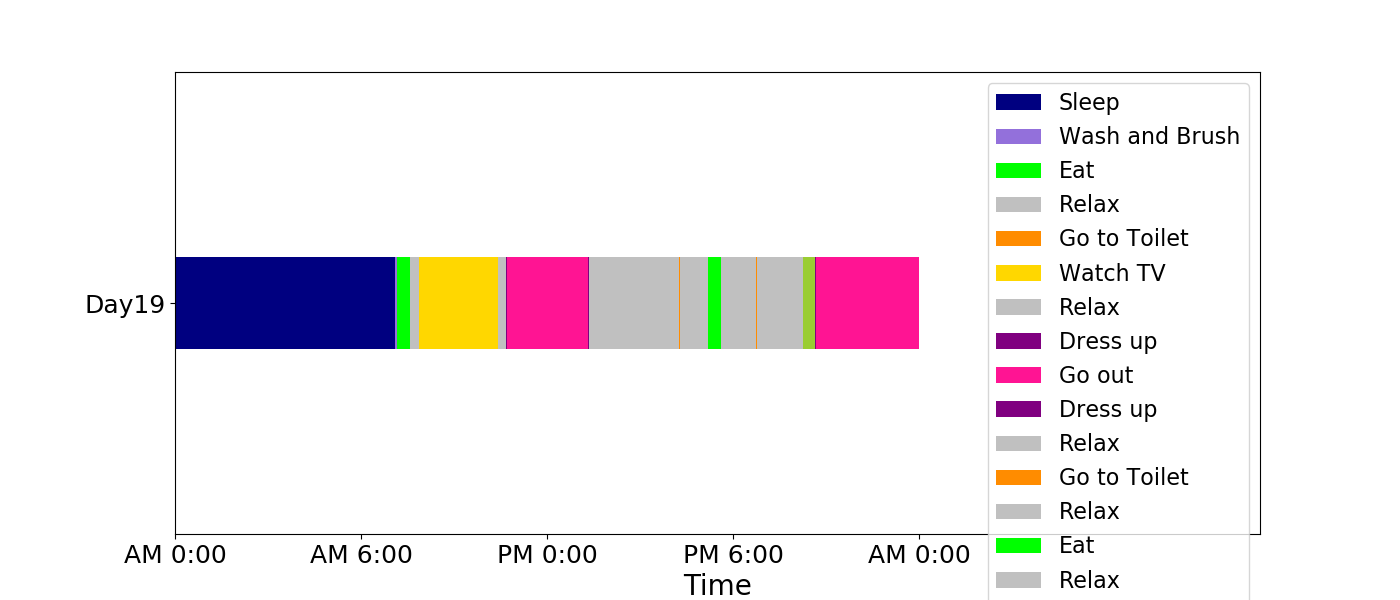 Sleep
Wash and Brush
Eat
Relax
Go to Toilet
Watch TV
Relax
Dress up
Go out
Dress up
Relax
Go to Toilet
Relax
Eat
Relax
Day19
AM 0:00 AM 6:00 PM 0:00 PM 6:00 AM 0:00
Time